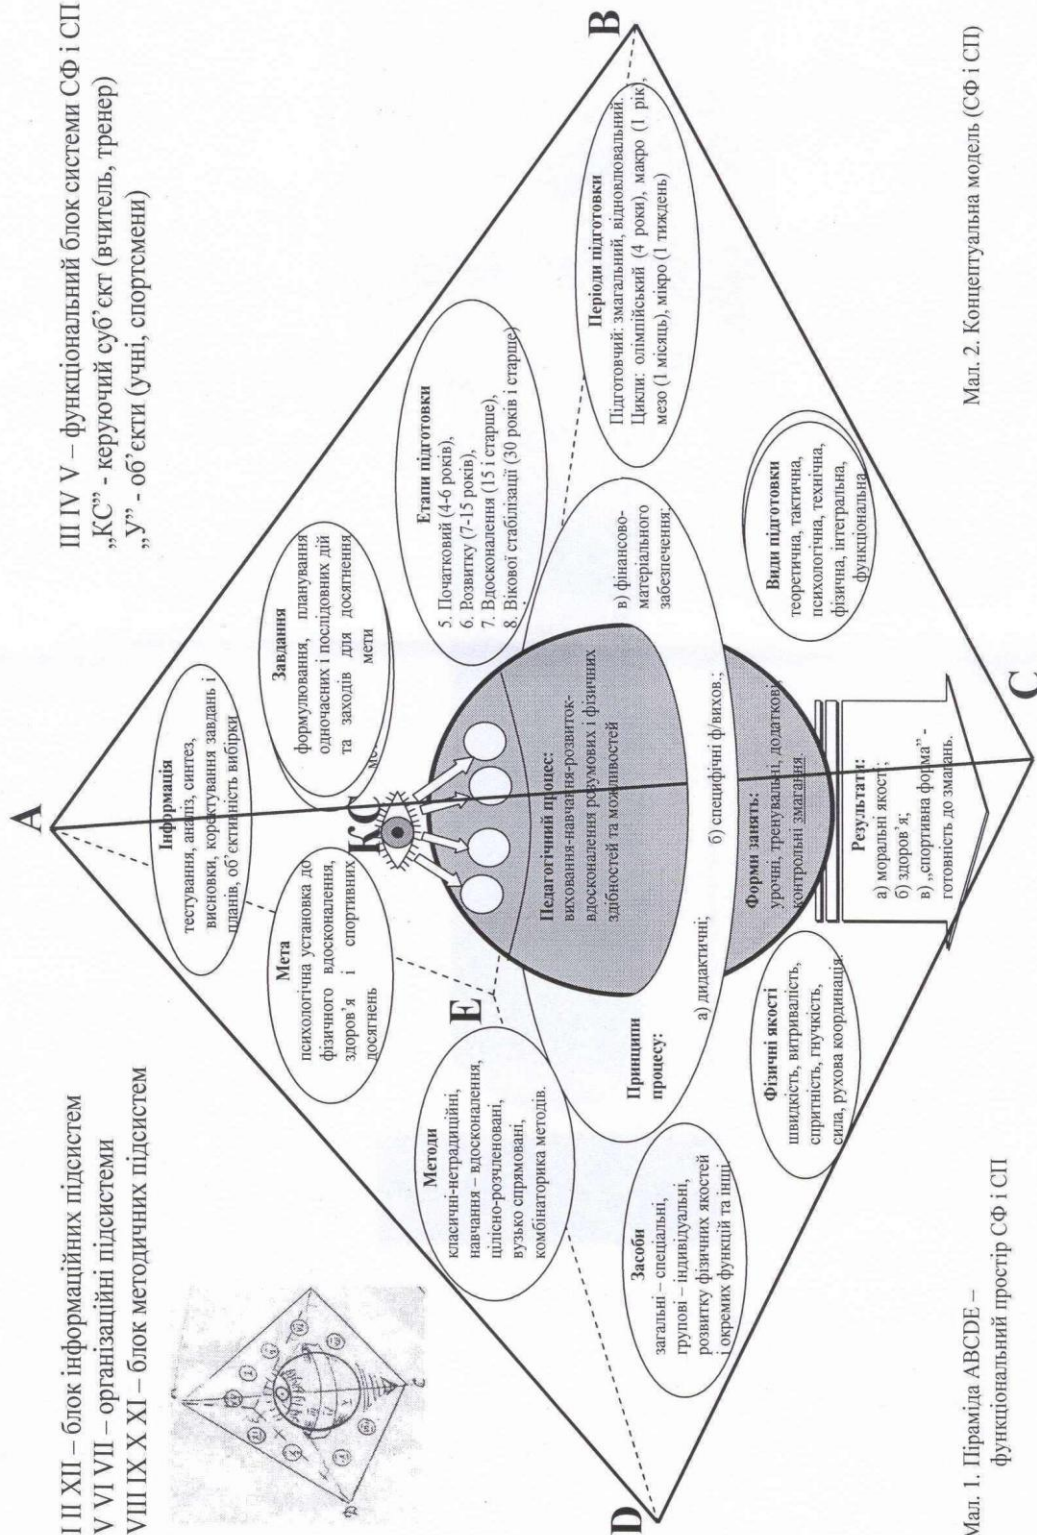 I II XII – блок інформаційних підсистем
V VI VII – організаційні підсистеми
VIII IX X XI – блок методичних підсистем
III IV V – функціональний блок системи СФ і СП
„КС” - керуючий суб’єкт (вчитель, тренер)
„У” - об’єкти (учні, спортсмени)
A
Інформація
тестування, аналіз, синтез,
висновки, коректування завдань і
планів, об’єктивність вибірки
Мета
психологічна установка до
фізичного вдосконалення,
здоров’я і спортивних
досягнень
Завдання
формулювання, планування
одночасних і послідовних дій
та заходів для досягнення
мети
КС
E
Методи
класичні-нетрадиційні,
навчання – вдосконалення,
цілісно-розчленовані,
вузько спрямовані,
комбінаторика методів.
Етапи підготовки
5. Початковий (4-6 років),
6. Розвитку (7-15 років),
7. Вдосконалення (15 і старше),
8. Вікової стабілізації (30 років і старше)
Педагогічний процес:
виховання-навчання-розвиток-
вдосконалення розумових і фізичних
здібностей та можливостей
D
B
Засоби
загальні – спеціальні,
групові – індивідуальні,
розвитку фізичних якостей
і окремих функцій та інші.
Принципи
процесу:
а) дидактичні;
б) специфічні ф/вихов.;
в) фінансово-
матеріального
забезпечення;
Періоди підготовки
Підготовчий: змагальний, відновлювальний.
Цикли: олімпійський (4 роки), макро (1 рік),
мезо (1 місяць), мікро (1 тиждень)
Форми занять:
урочні, тренувальні, додаткові,
контрольні змагання
Фізичні якості
швидкість, витривалість,
спритність, гнучкість,
сила, рухова координація.
Види підготовки
теоретична, тактична,
психологічна, технічна,
фізична, інтегральна,
функціональна
Результати:
а) моральні якості;
б) здоров’я;
в) „спортивна форма” -
готовність до змагань.
C
Мал. 1. Піраміда ABCDE –
функціональний простір СФ і СП
Мал. 2. Концептуальна модель (СФ і СП)